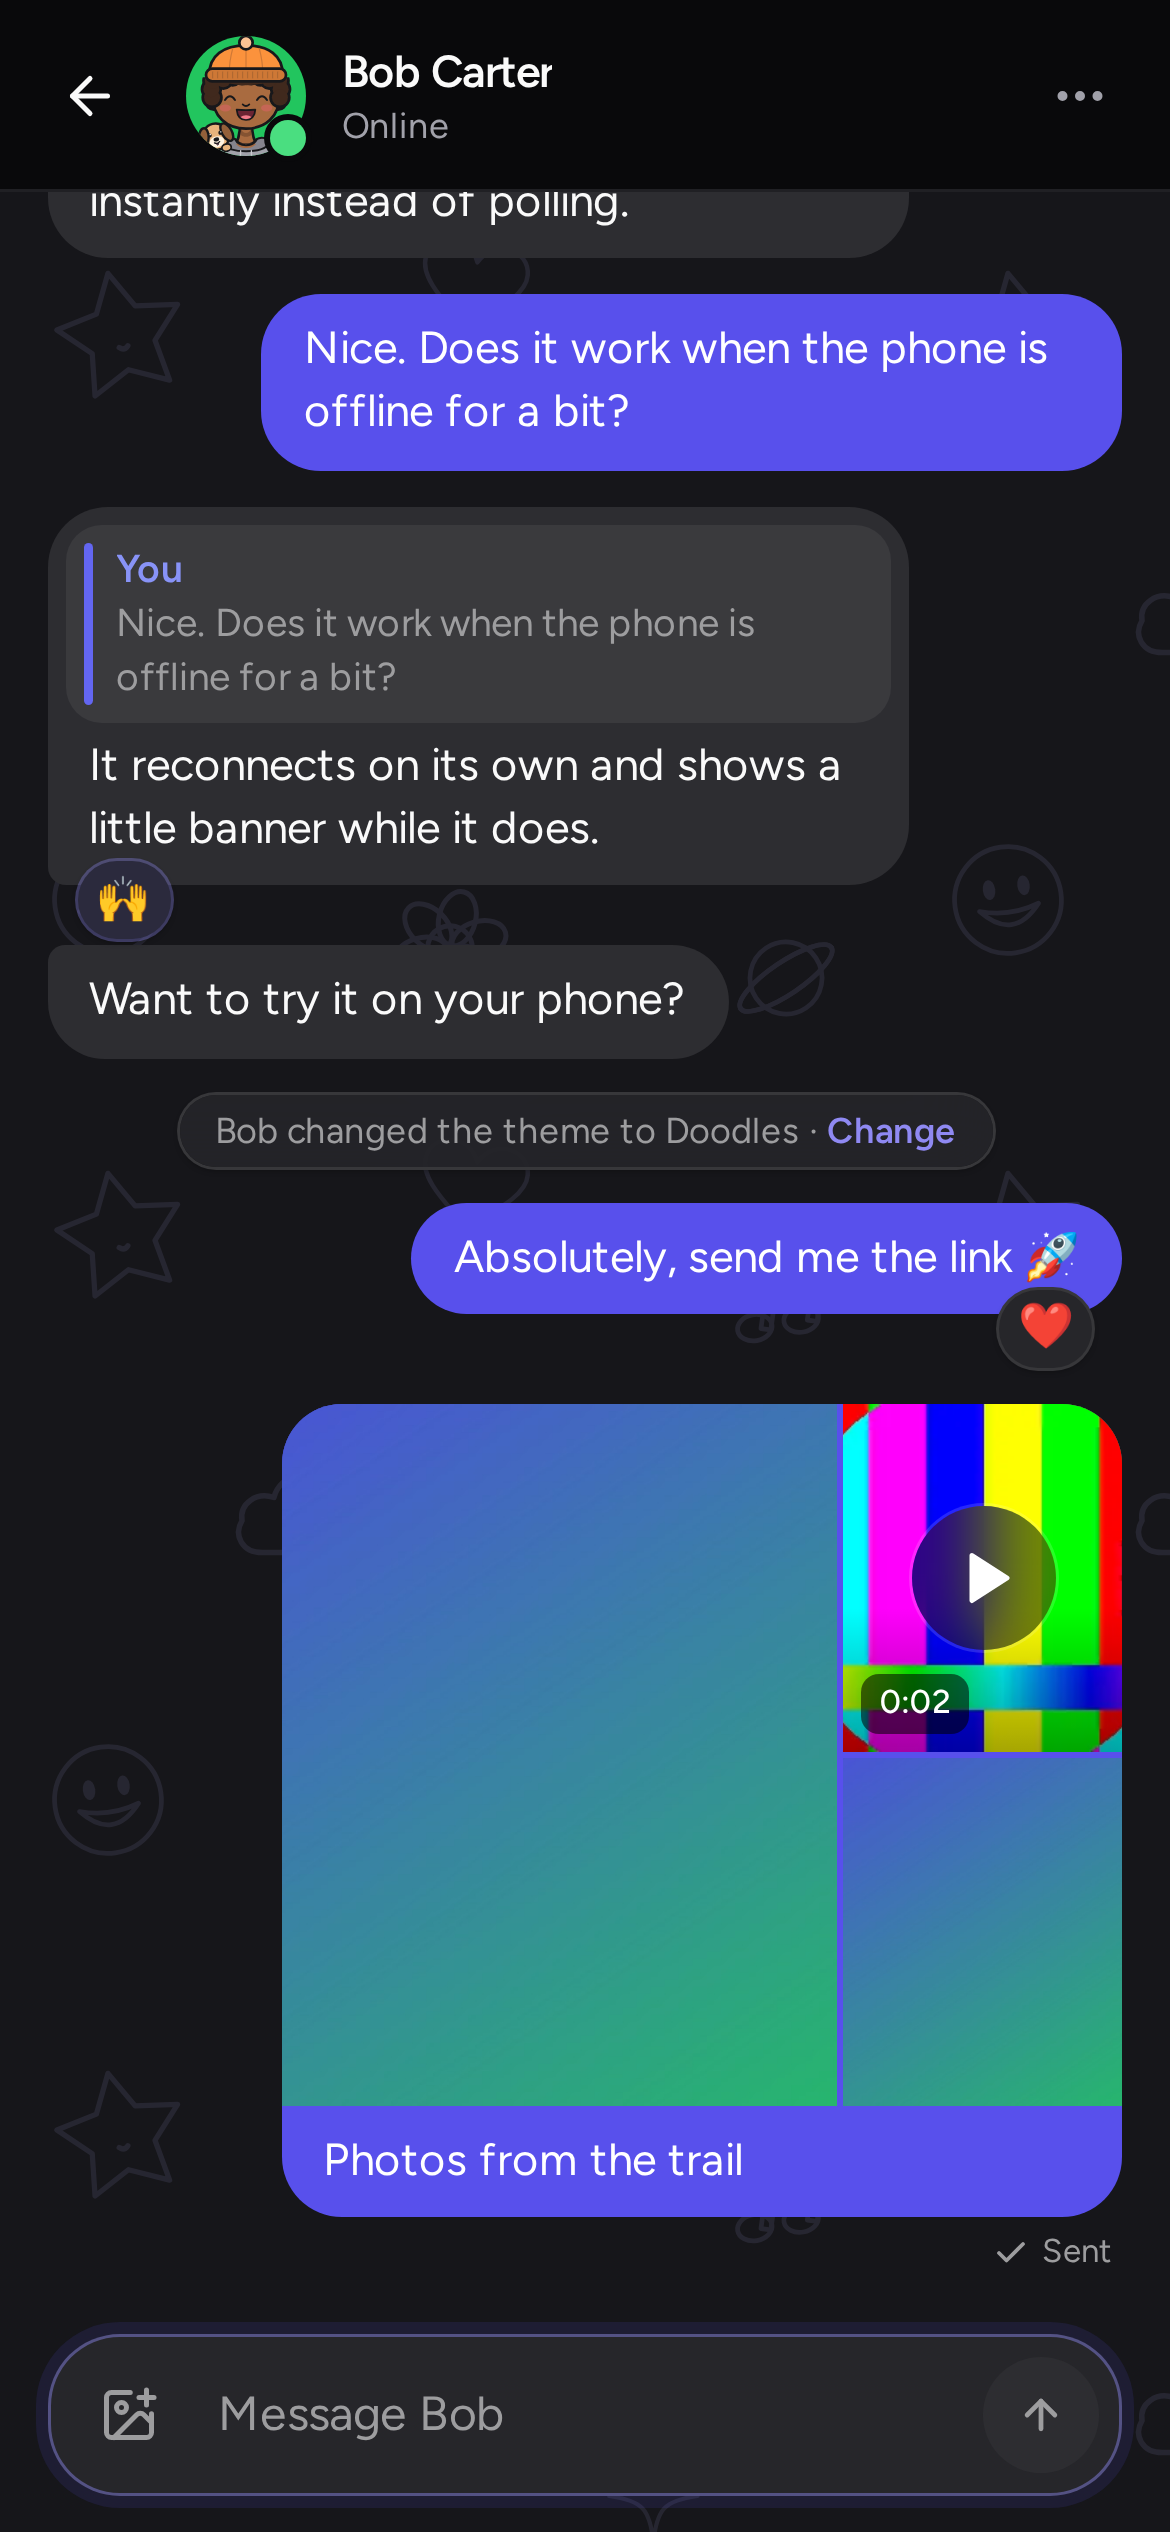 Bob Carter
Online
instantly instead of polling.
Nice. Does it work when the phone is
offline for a bit?
You
Nice. Does it work when the phone is
offline for a bit?
It reconnects on its own and shows a
little banner while it does.
🙌
Want to try it on your phone?
Bob changed the theme to Doodles · Change
Absolutely, send me the link 🚀
❤️
0:02
Photos from the trail
Sent
Message Bob